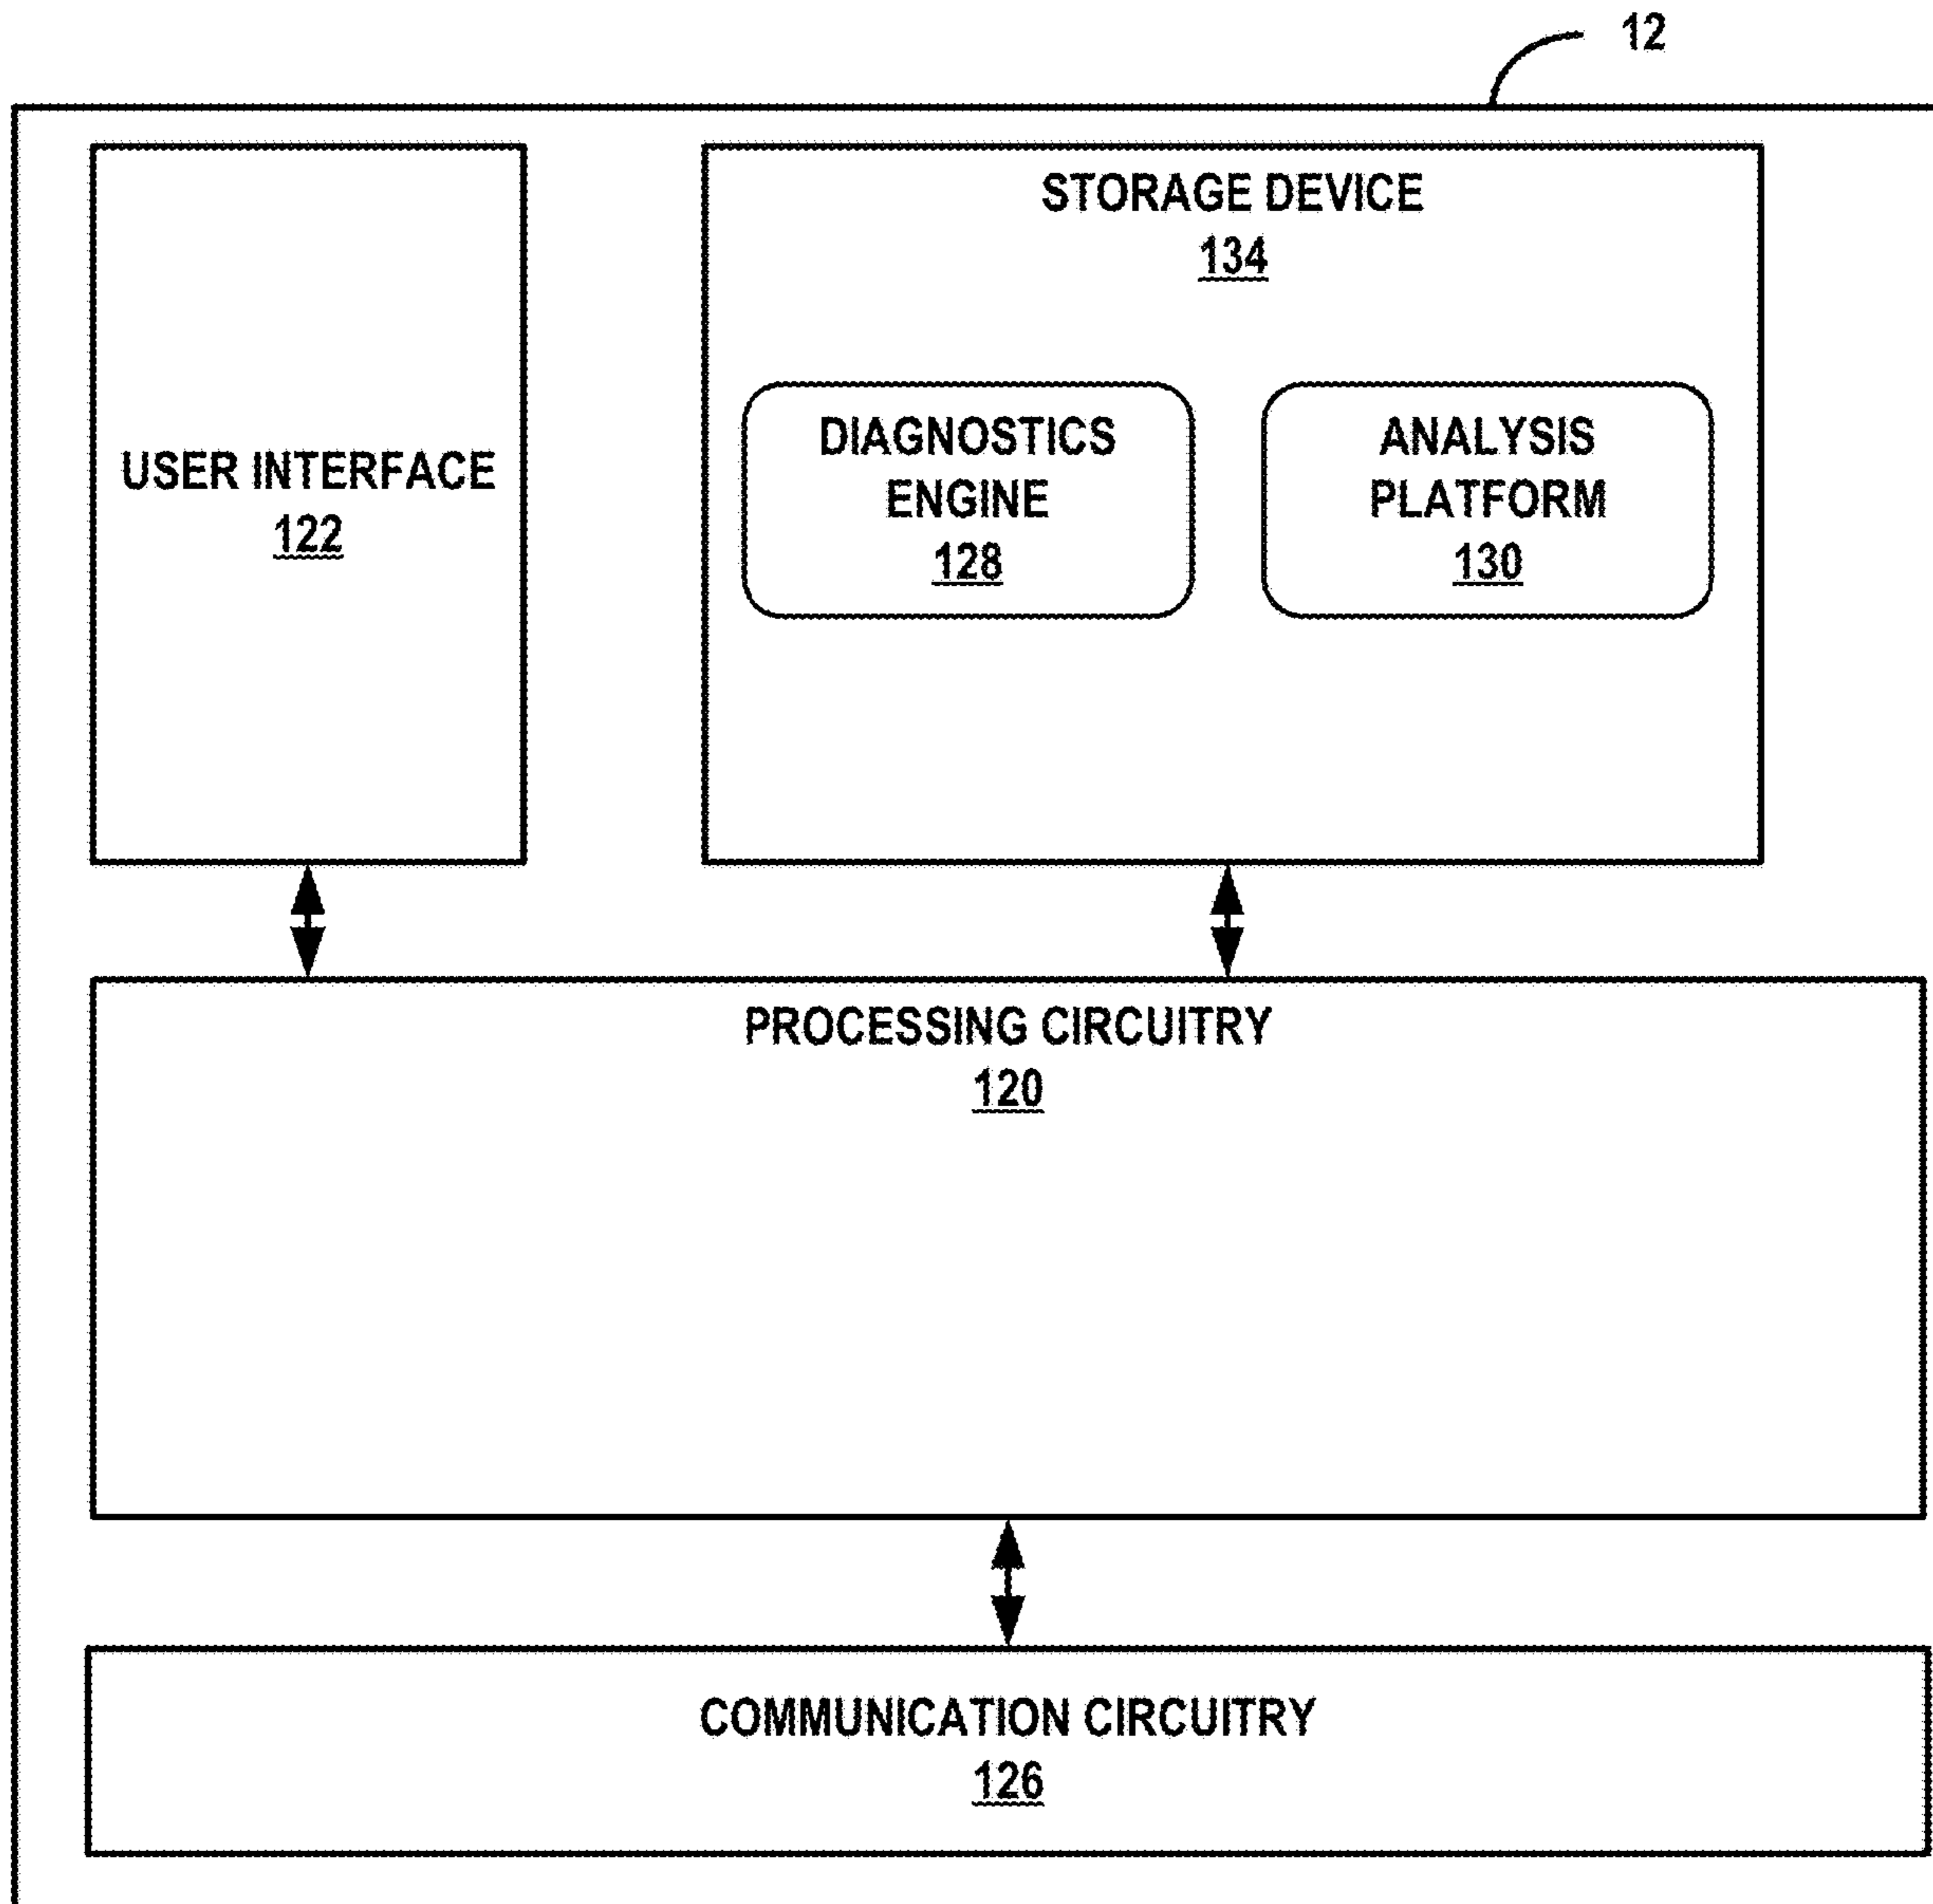 12
STORAGE DEVICE
134
USER INTERFACE
122
DIAGNOSTICS
ENGINE
128
ANALYSIS
PLATFORM
130
PROCESSING CIRCUITRY
120
COMMUNICATION CIRCUITRY
126